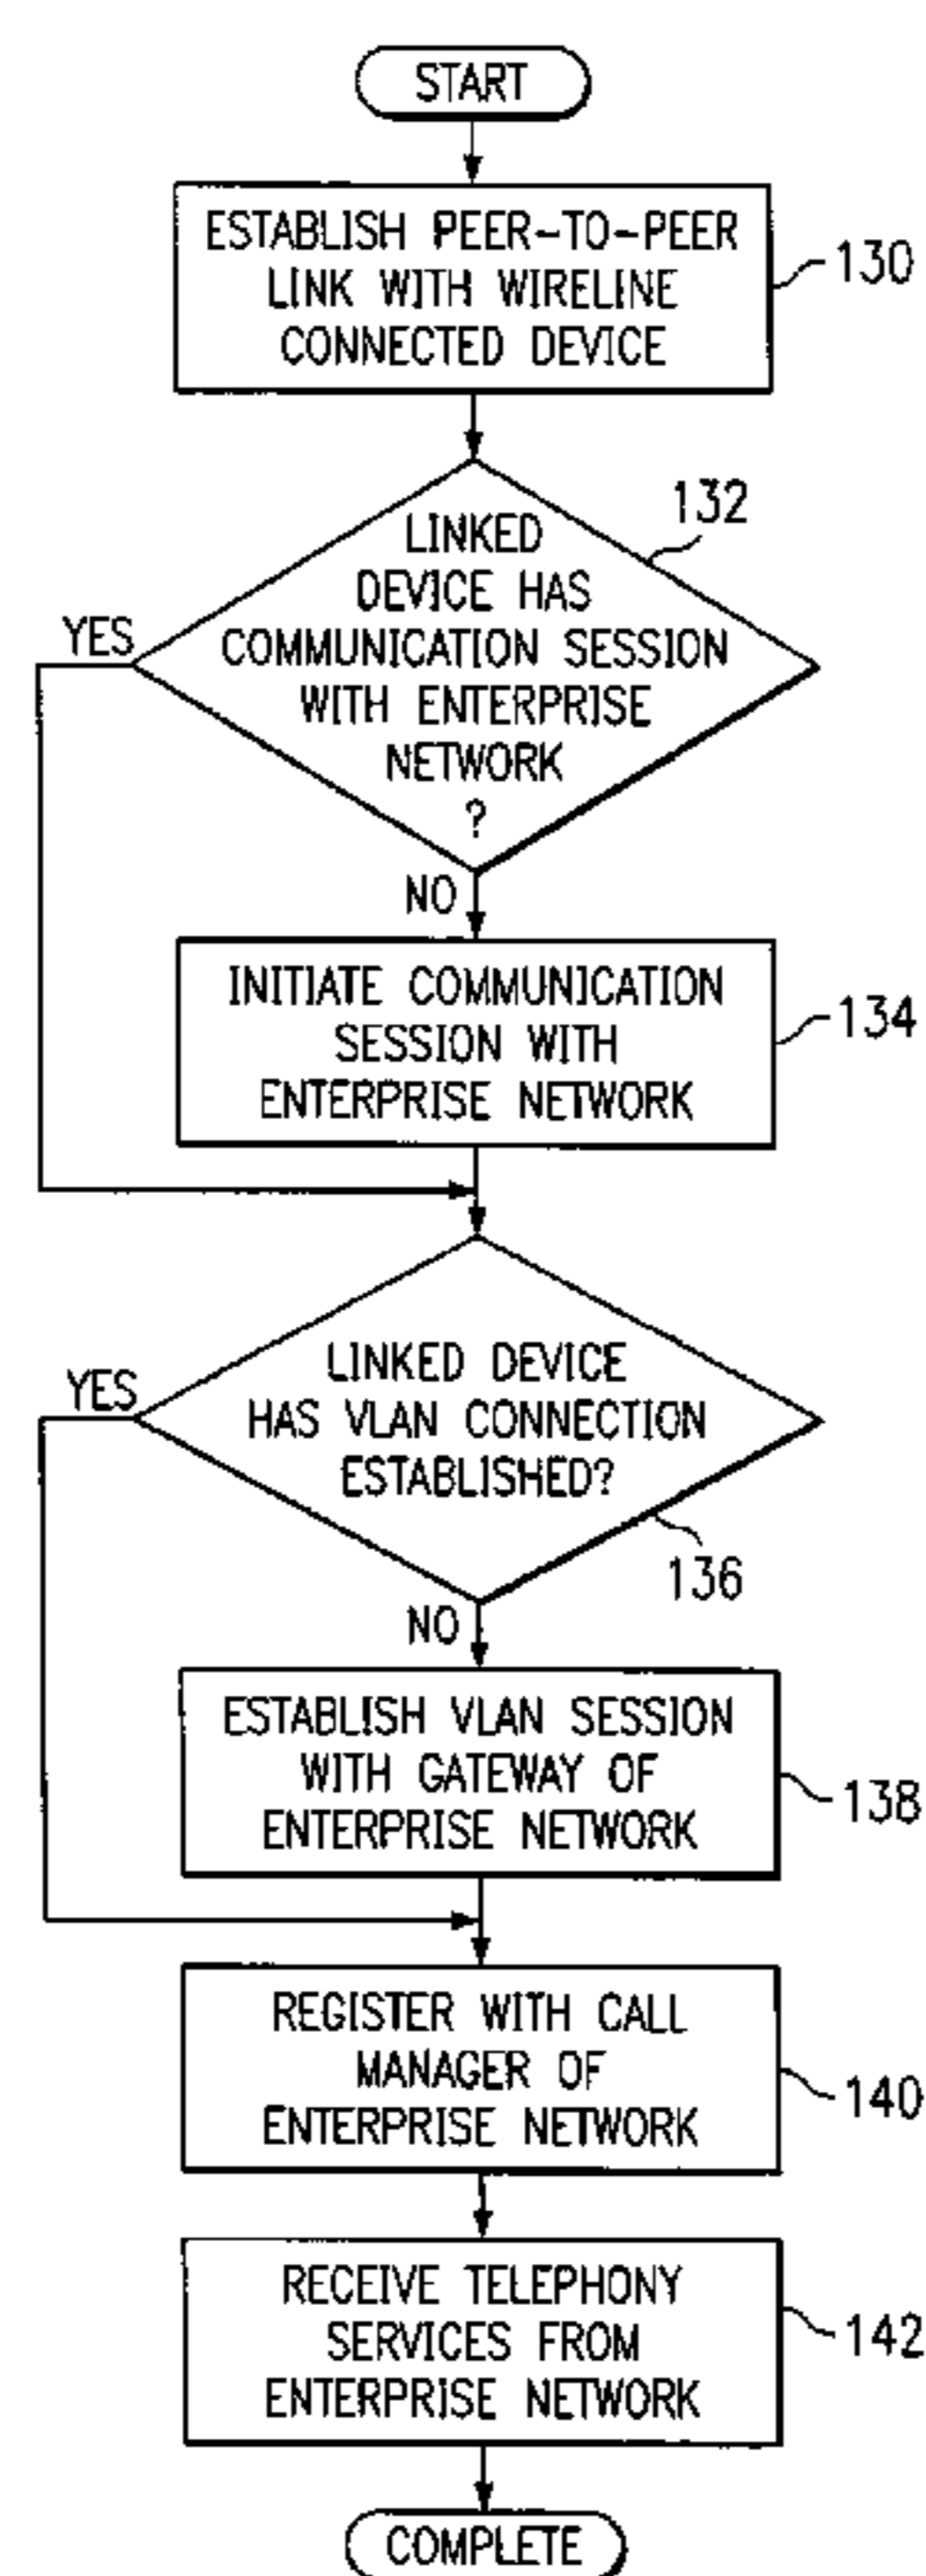 START
ESTABLISH PEER-TO-PEER
LINK WITH WIRELINE
CONNECTED DEVICE
130
132
LINKED
DEVICE HAS
COMMUNICATION SESSION
WITH ENTERPRISE
NETWORK
?
YES
NO
INITIATE COMMUNICATION
SESSION WITH
ENTERPRISE NETWORK
134
LINKED DEVICE
HAS VLAN CONNECTION
ESTABLISHED?
YES
136
NO
ESTABLISH VLAN SESSION
WITH GATEWAY OF
ENTERPRISE NETWORK
138
REGISTER WITH CALL
MANAGER OF
ENTERPRISE NETWORK
140
RECEIVE TELEPHONY
SERVICES FROM
ENTERPRISE NETWORK
142
COMPLETE